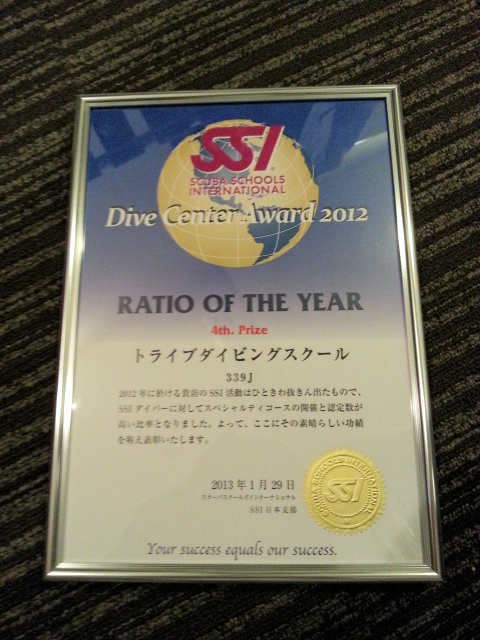 SSI
SCUBA SCHOOLS
INTERNATIONAL
Dive Center Award 2012
RATIO OF THE YEAR
4th. Prize
トライブダイビングスクール
339J
2012年に於ける貴店のSSI活動はひときわ抜きん出たもので、
SSIダイバーに対してスペシャルティコースの開催と認定数が
高い比率となりました。よって、ここにその素晴らしい功績
を称え表彰いたします。
2013年1月29日
スクーバスクールズインターナショナル
SSI日本支部
SCUBA SCHOOLS INTERNATIONAL
SSI
Your success equals our success.